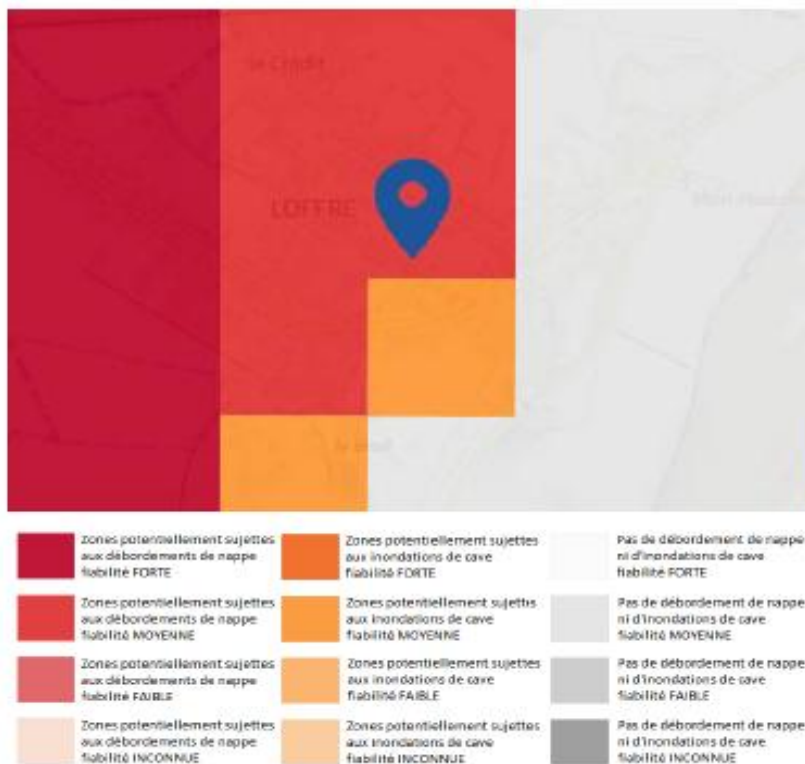 le Crédit
LOFFRE
Zones potentiellement sujettes
aux débordements de nappe
fiabilité FORTE
Zones potentiellement sujettes
aux inondations de cave
fiabilité FORTE
Pas de débordement de nappe
ni d'inondations de cave
fiabilité FORTE
Zones potentiellement sujettes
aux débordements de nappe
fiabilité MOYENNE
Zones potentiellement sujettes
aux inondations de cave
fiabilité MOYENNE
Pas de débordement de nappe
ni d'inondations de cave
fiabilité MOYENNE
Zones potentiellement sujettes
aux débordements de nappe
fiabilité FAIBLE
Zones potentiellement sujettes
aux inondations de cave
fiabilité FAIBLE
Pas de débordement de nappe
ni d'inondations de cave
fiabilité FAIBLE
Zones potentiellement sujettes
aux débordements de nappe
fiabilité INCONNUE
Zones potentiellement sujettes
aux inondations de cave
fiabilité INCONNUE
Pas de débordement de nappe
ni d'inondations de cave
fiabilité INCONNUE